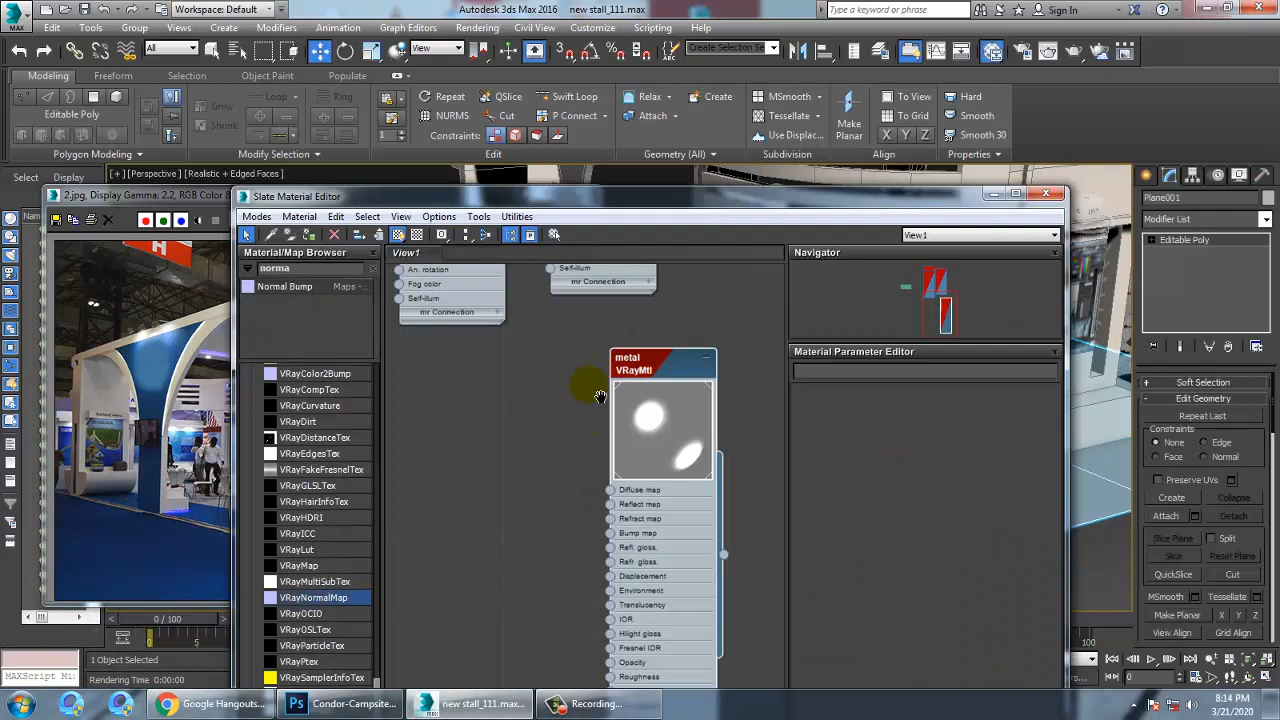 Workspace: Default
Autodesk 3ds Max 2016
new stall_111.max
Type a keyword or phrase
Sign In
MAX
Edit
Tools
Group
Views
Create
Modifiers
Animation
Graph Editors
Rendering
Civil View
Customize
Scripting
Help
All
View
Create Selection Se
Modeling
Freeform
Selection
Object Paint
Populate
Edit Poly
Loop
Ring
Grow
Shrink
Repeat
QSlice
Swift Loop
NURMS
Cut
P Connect
Constraints:
1
Relax
Create
Attach
Make Planar
MSmooth
Tessellate
Use Displac...
To View
To Grid
X Y Z
Hard
Smooth
Smooth 30
Polygon Modeling
Modify Selection
Edit
Geometry (All)
Subdivision
Align
Properties
Select
Display
[+] [Perspective] [Realistic + Edged Faces]
2.jpg, Display Gamma: 2.2, RGB Color
Slate Material Editor
Modes
Material
Edit
Select
View
Options
Tools
Utilities
View1
Material/Map Browser
norma
Normal Bump
Maps
VRayColor2Bump
VRayCompTex
VRayCurvature
VRayDirt
VRayDistanceTex
VRayEdgesTex
VRayFakeFresnelTex
VRayGLSLTex
VRayHairInfoTex
VRayHDRI
VRayICC
VRayLut
VRayMap
VRayMultiSubTex
VRayNormalMap
VRayOCIO
VRayOSLTex
VRayParticleTex
VRayPtex
VRaySamplerInfo
View1
An. rotation
Fog color
Self-illum
mr Connection
Self-illum
mr Connection
metal
VRayMtl
Diffuse map
Reflect map
Refract map
Bump map
Refl. gloss.
Refr. gloss.
Displacement
Environment
Translucency
IOR
Hilight gloss
Fresnel IOR
Opacity
Roughness
Navigator
Material Parameter Editor
Plane001
Modifier List
Editable Poly
Soft Selection
Edit Geometry
Repeat Last
Constraints
None
Edge
Face
Normal
Preserve UVs
Create
Collapse
Attach
Detach
Slice Plane
Split
Slice
Reset Plane
QuickSlice
Cut
MSmooth
Tessellate
Make Planar
X
Y
Z
View Align
Grid Align
0 / 100
0
5
100
0
MAXScript Mi
1 Object Selected
Rendering Time: 0:00:00
Google Hangouts...
Condor-Campsite...
new stall_111.max...
Recording...
8:14 PM
3/21/2020